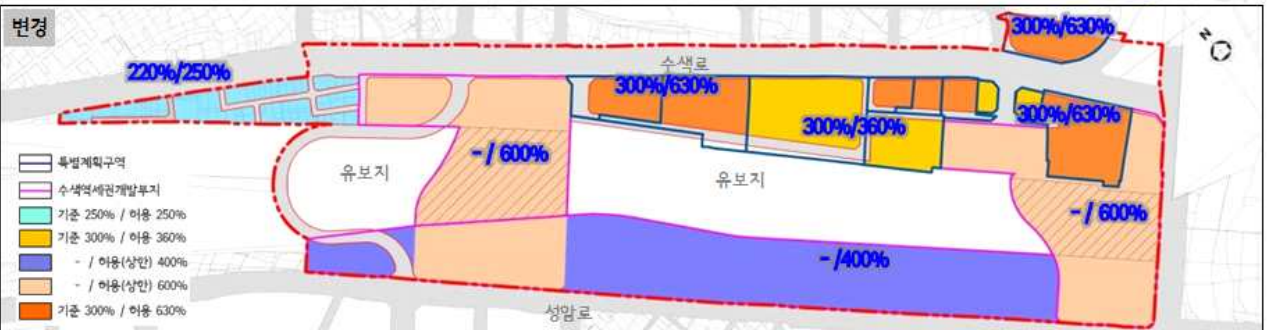 변경
300%/630%
N
수색로
220%/250%
300%/630%
300%/630%
300%/360%
-/ 600%
유보지
유보지
-/ 600%
-/400%
성암로
특별계획구역
수색역세권개발부지
기준 250% / 허용 250%
기준 300% / 허용 360%
- / 허용(상한) 400%
- / 허용(상한) 600%
기준 300% / 허용 630%